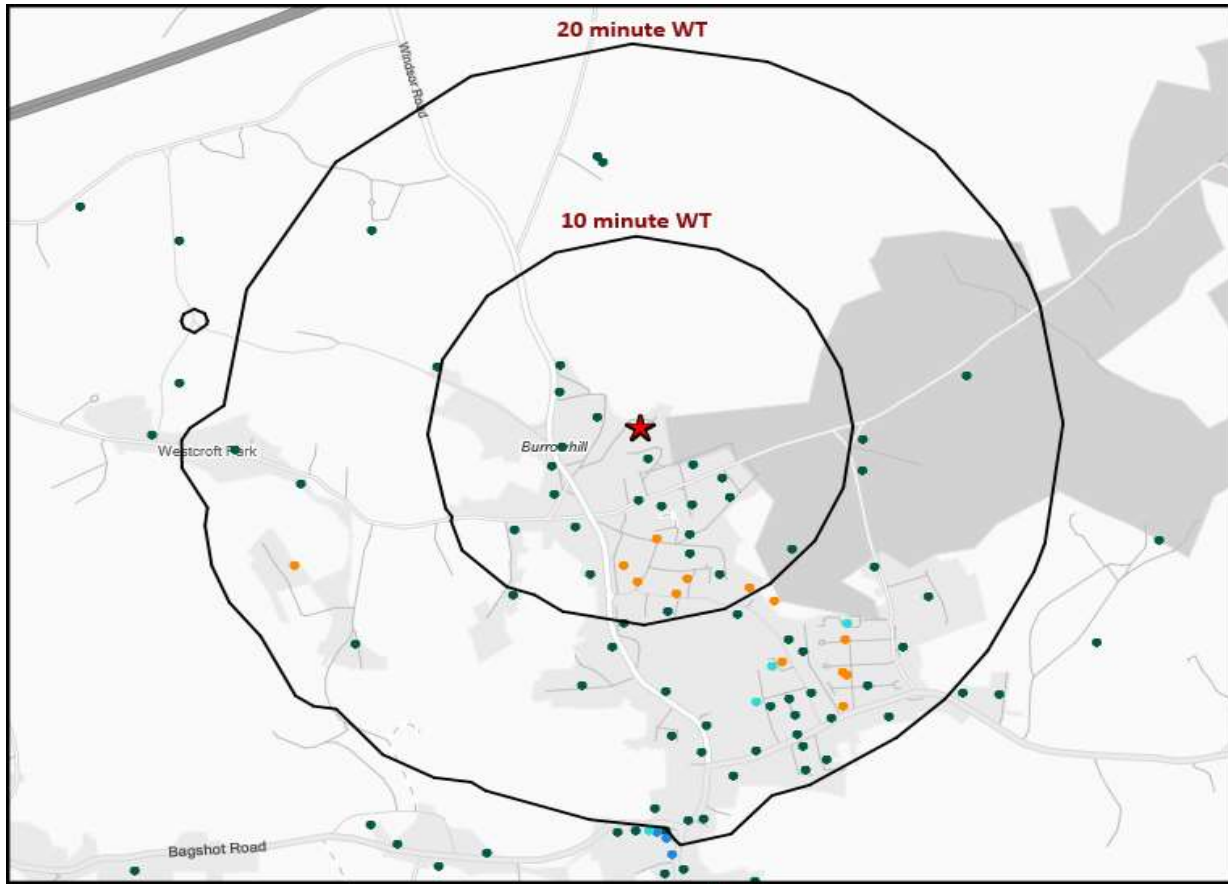 20 minute WT
Windsor Road
10 minute WT
Burrowhill
Westcroft Park
Bagshot Road